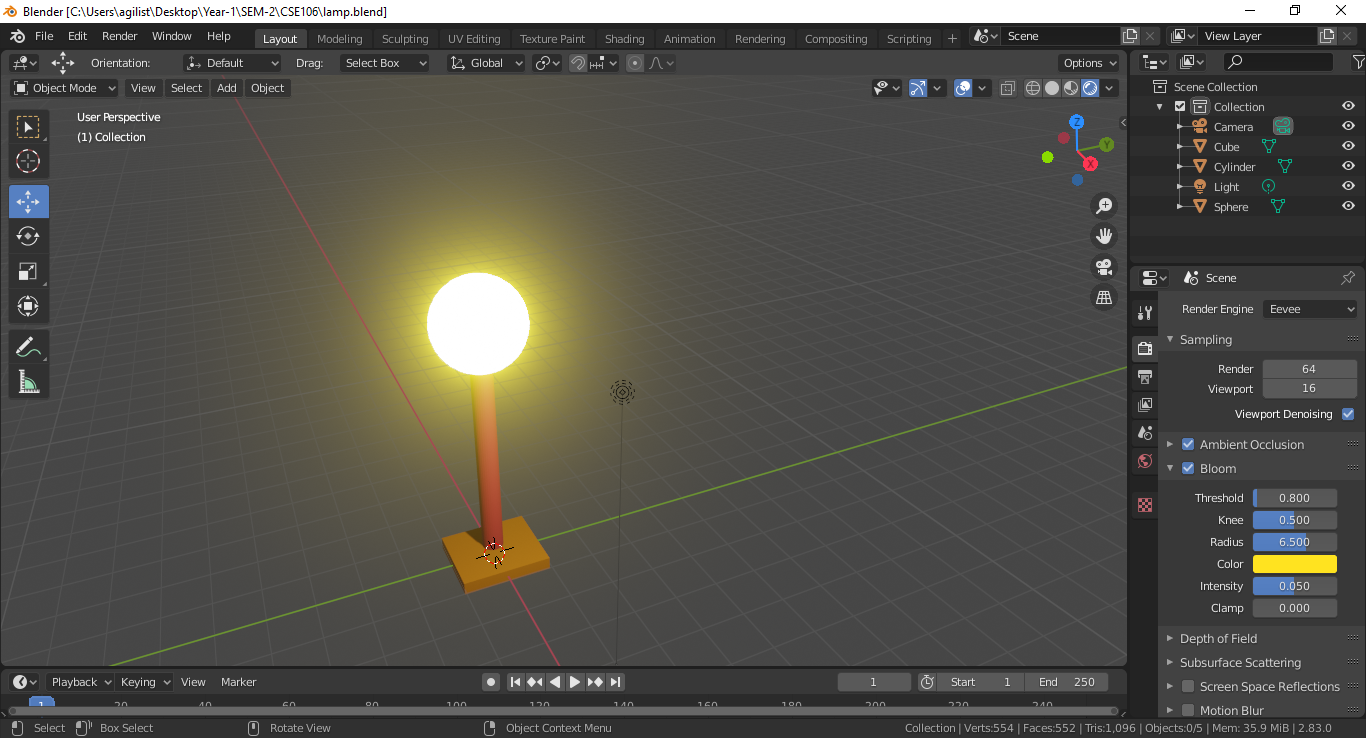 Blender [C:\Users\agilist\Desktop\Year-1\SEM-2\CSE106\lamp.blend]
File Edit Render Window Help Layout Modeling Sculpting UV Editing Texture Paint Shading Animation Rendering Compositing Scripting + Scene View Layer
Orientation: Default Drag: Select Box Global Options
Object Mode View Select Add Object
User Perspective
(1) Collection
Z
Y
X
Scene Collection
Collection
Camera
Cube
Cylinder
Light
Sphere
Scene
Render Engine Eevee
Sampling
Render 64
Viewport 16
Viewport Denoising
Ambient Occlusion
Bloom
Threshold 0.800
Knee 0.500
Radius 6.500
Color
Intensity 0.050
Clamp 0.000
Depth of Field
Subsurface Scattering
Screen Space Reflections
Motion Blur
Playback Keying View Marker 1 Start 1 End 250
1 20 40 60 80 100 120 140 160 180 200 220 240
Select Box Select Rotate View Object Context Menu Collection | Verts:554 | Faces:552 | Tris:1,096 | Objects:0/5 | Mem: 35.9 MiB | 2.83.0